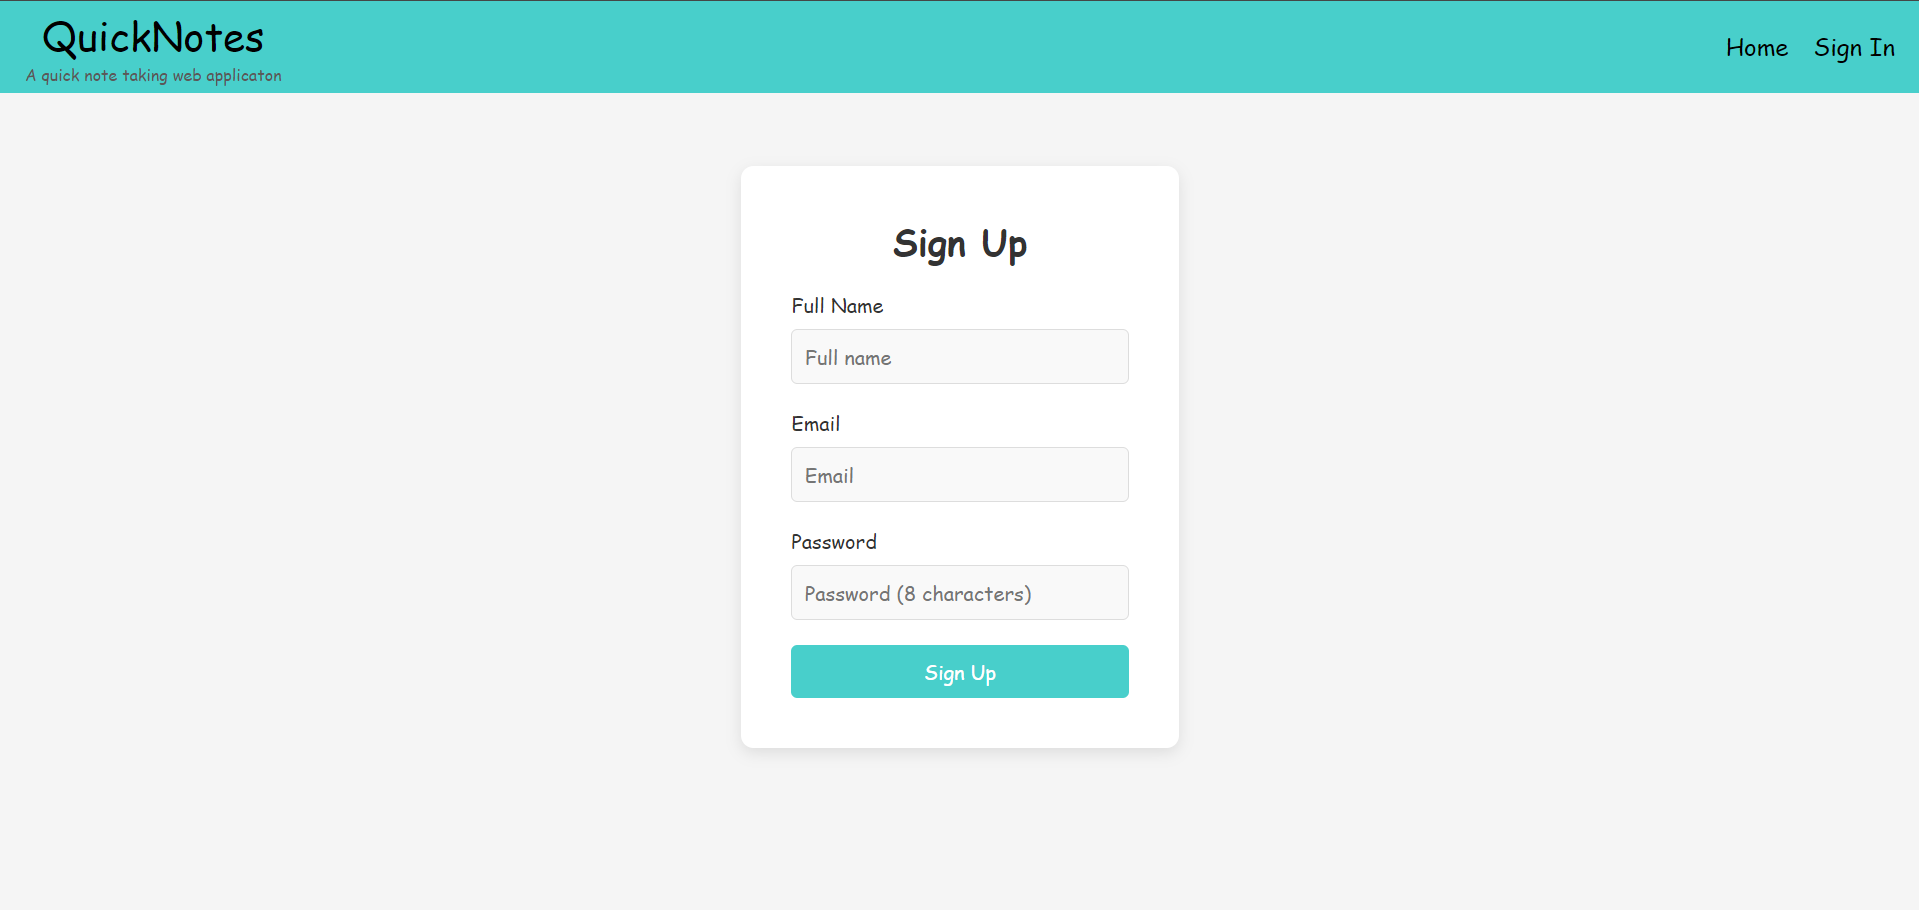 QuickNotes
A quick note taking web applicaton
Home Sign In
Sign Up
Full Name
Full name
Email
Email
Password
Password (8 characters)
Sign Up